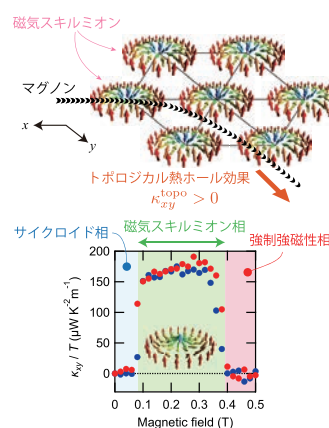 磁気スキルミオン
マグノン
x
y
トポロジカル熱ホール効果
κ_xy^topo > 0
磁気スキルミオン相
サイクロイド相
強制強磁性相
200
150
100
50
0
κxy / T (μW K⁻² m⁻¹)
0 0.1 0.2 0.3 0.4 0.5
Magnetic field (T)